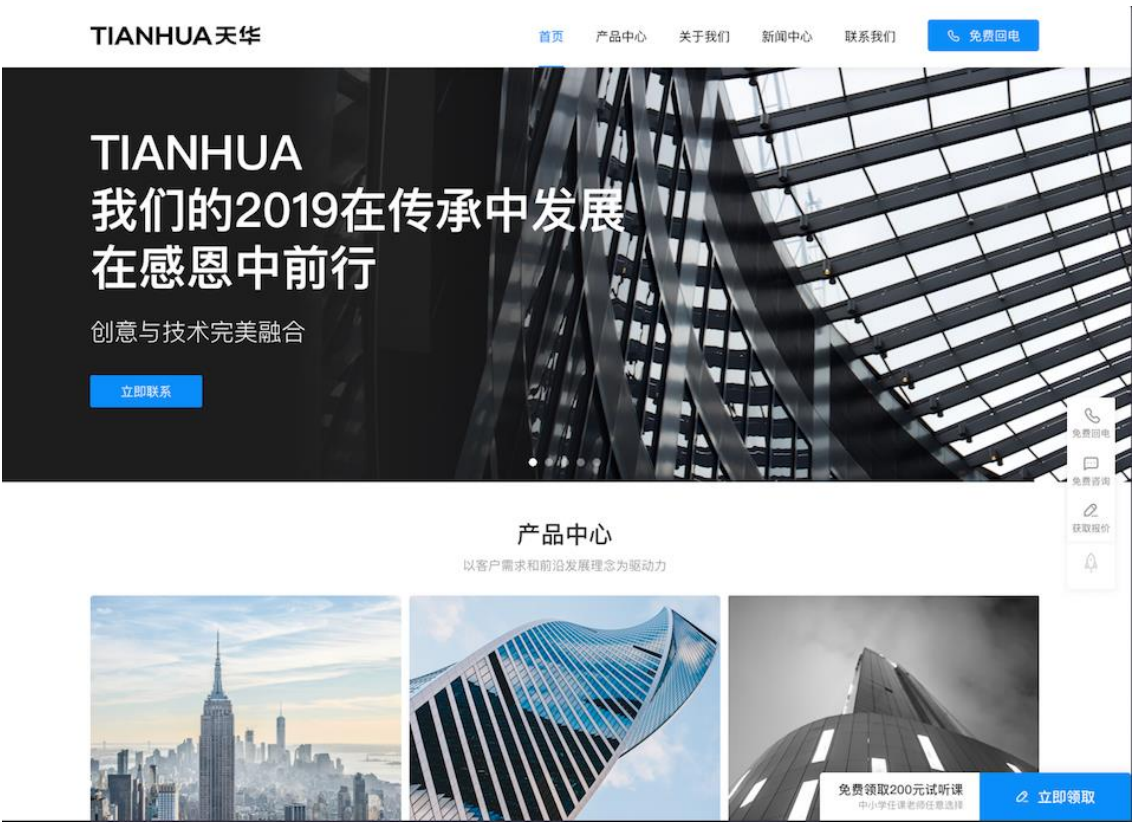 TIANHUA天华
首页
产品中心
关于我们
新闻中心
联系我们
免费回电
TIANHUA
我们的2019在传承中发展
在感恩中前行
创意与技术完美融合
立即联系
免费回电
免费咨询
获取报价
产品中心
以客户需求和前沿发展理念为驱动力
免费领取200元试听课
中小学任课老师任意选择
立即领取